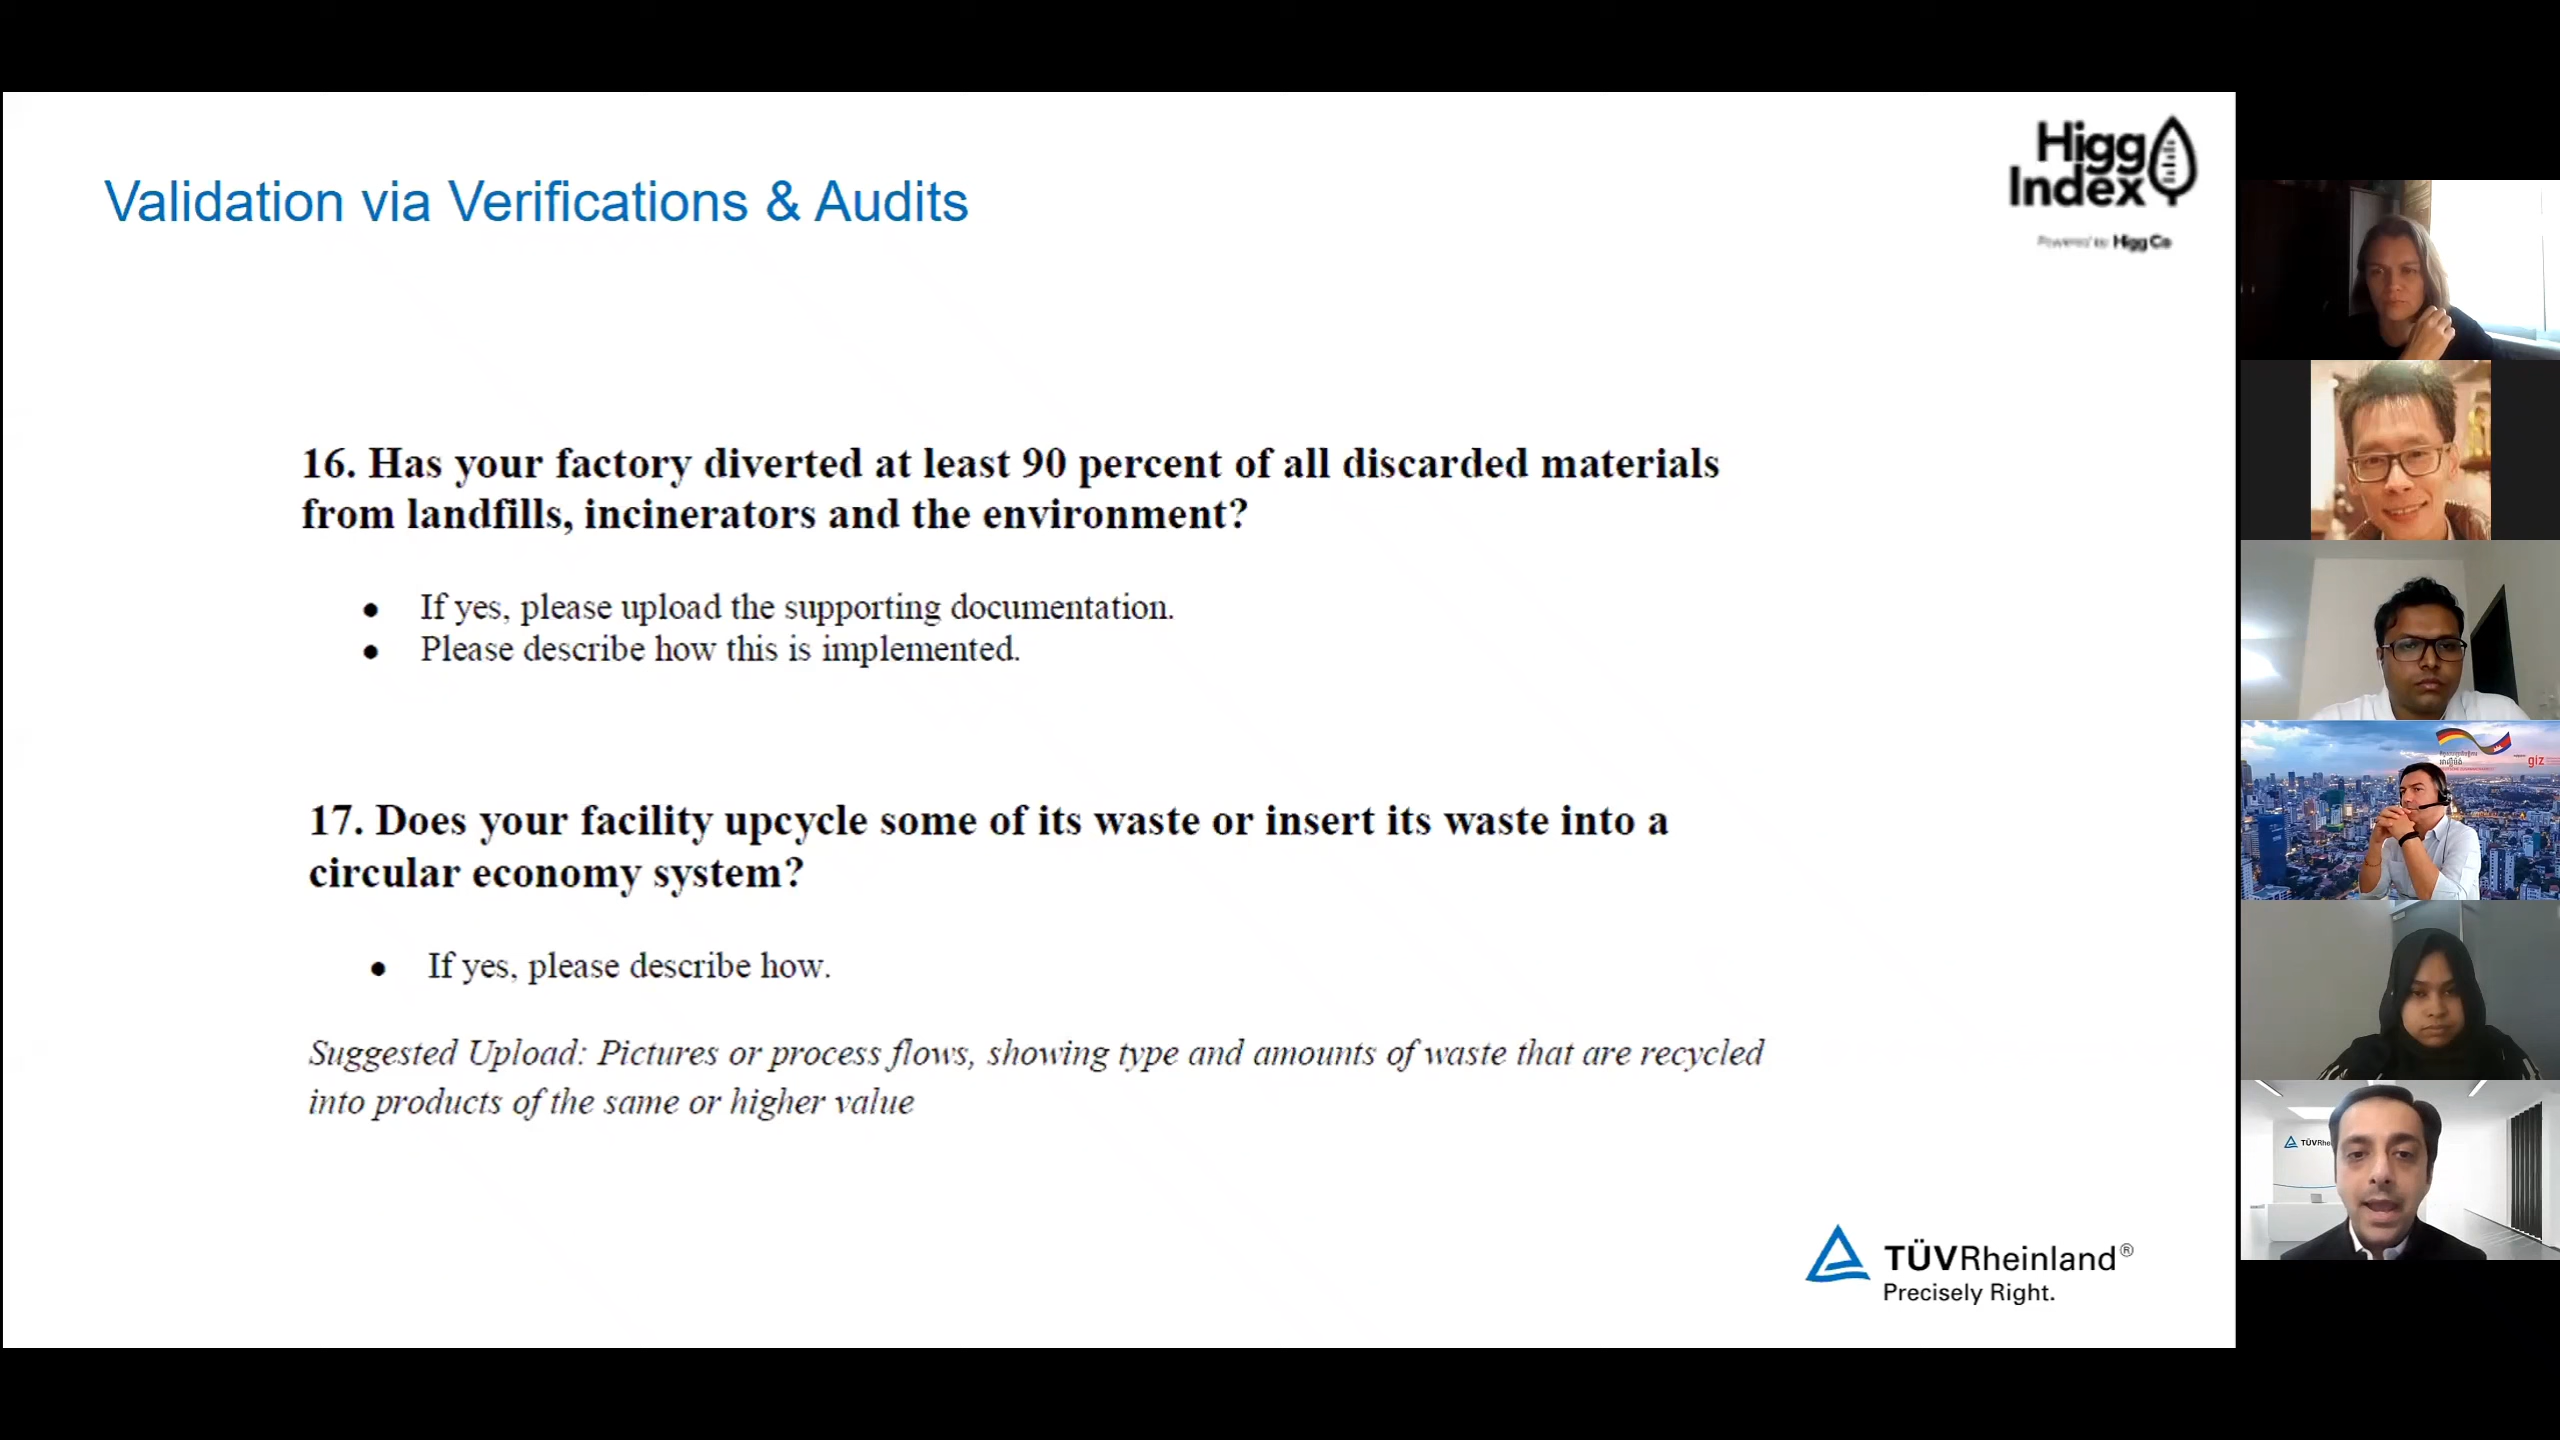 Validation via Verifications & Audits
Higg
Index
Powered by Higg Co
16. Has your factory diverted at least 90 percent of all discarded materials
from landfills, incinerators and the environment?
● If yes, please upload the supporting documentation.
● Please describe how this is implemented.
17. Does your facility upcycle some of its waste or insert its waste into a
circular economy system?
● If yes, please describe how.
Suggested Upload: Pictures or process flows, showing type and amounts of waste that are recycled
into products of the same or higher value
TÜVRheinland®
Precisely Right.
giz
TÜVRhe